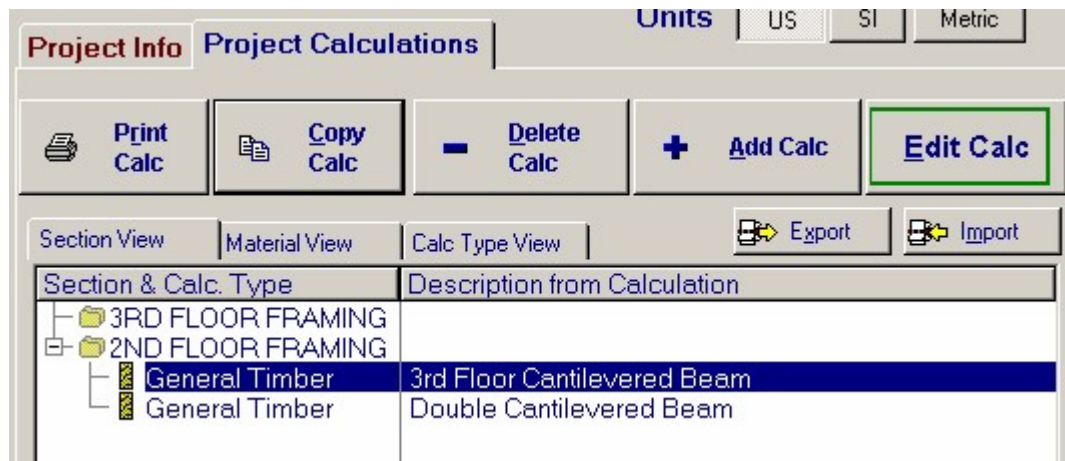 Units US SI Metric
Project Info Project Calculations
Print Calc
Copy Calc
Delete Calc
Add Calc
Edit Calc
Section View Material View Calc Type View Export Import
Section & Calc. Type Description from Calculation
3RD FLOOR FRAMING
2ND FLOOR FRAMING
General Timber 3rd Floor Cantilevered Beam
General Timber Double Cantilevered Beam